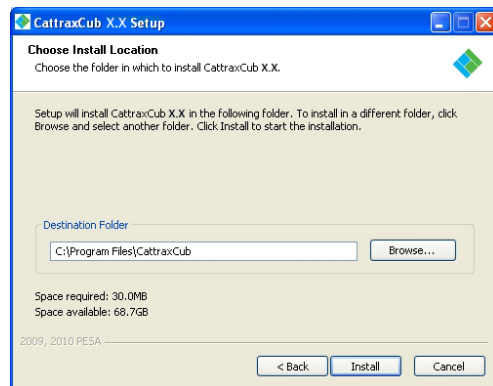 CattraxCub X.X Setup
Choose Install Location
Choose the folder in which to install CattraxCub X.X.
Setup will install CattraxCub X.X in the following folder. To install in a different folder, click
Browse and select another folder. Click Install to start the installation.
Destination Folder
C:\Program Files\CattraxCub
Browse...
Space required: 30.0MB
Space available: 68.7GB
2009, 2010 PESA
< Back
Install
Cancel